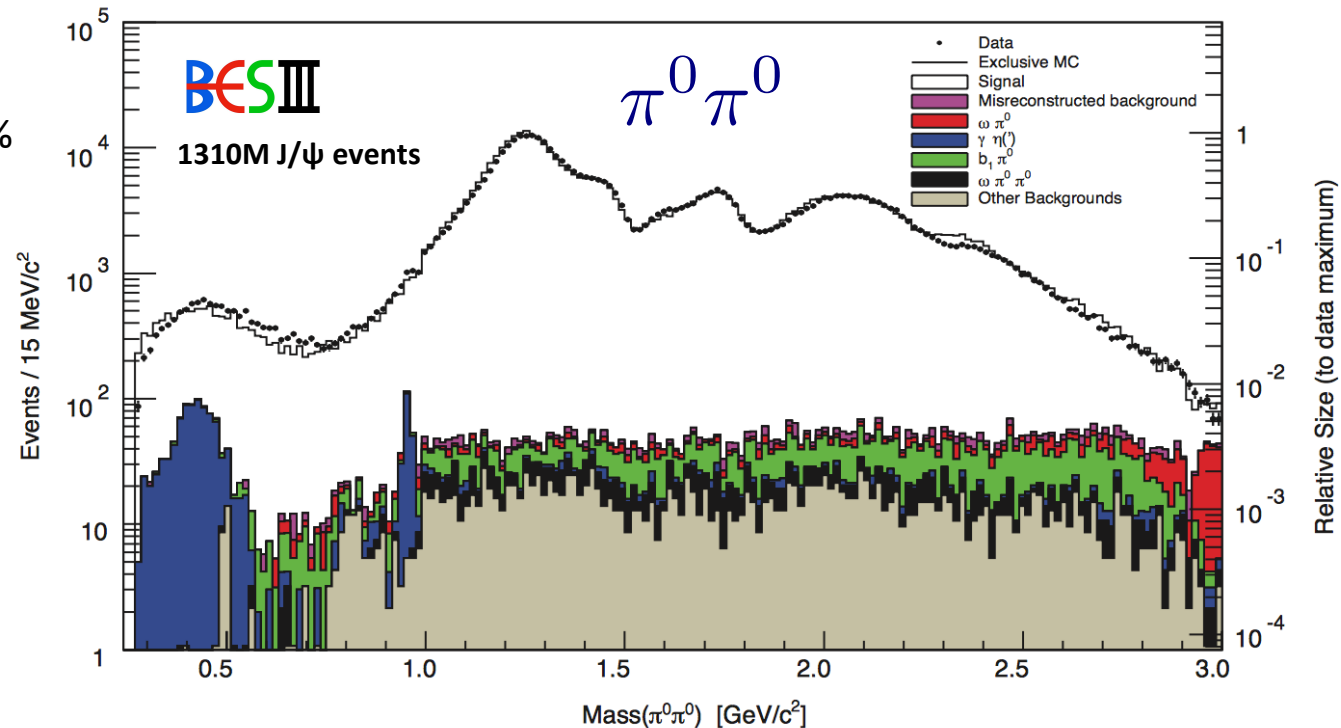 %
BESIII
1310M J/ψ events
π⁰π⁰
Data
Exclusive MC
Signal
Misreconstructed background
ω π⁰
γ η(′)
b₁ π⁰
ω π⁰ π⁰
Other Backgrounds
10⁵
10⁴
10³
10²
10
1
Events / 15 MeV/c²
1
10⁻¹
10⁻²
10⁻³
10⁻⁴
Relative Size (to data maximum)
0.5 1.0 1.5 2.0 2.5 3.0
Mass(π⁰π⁰) [GeV/c²]